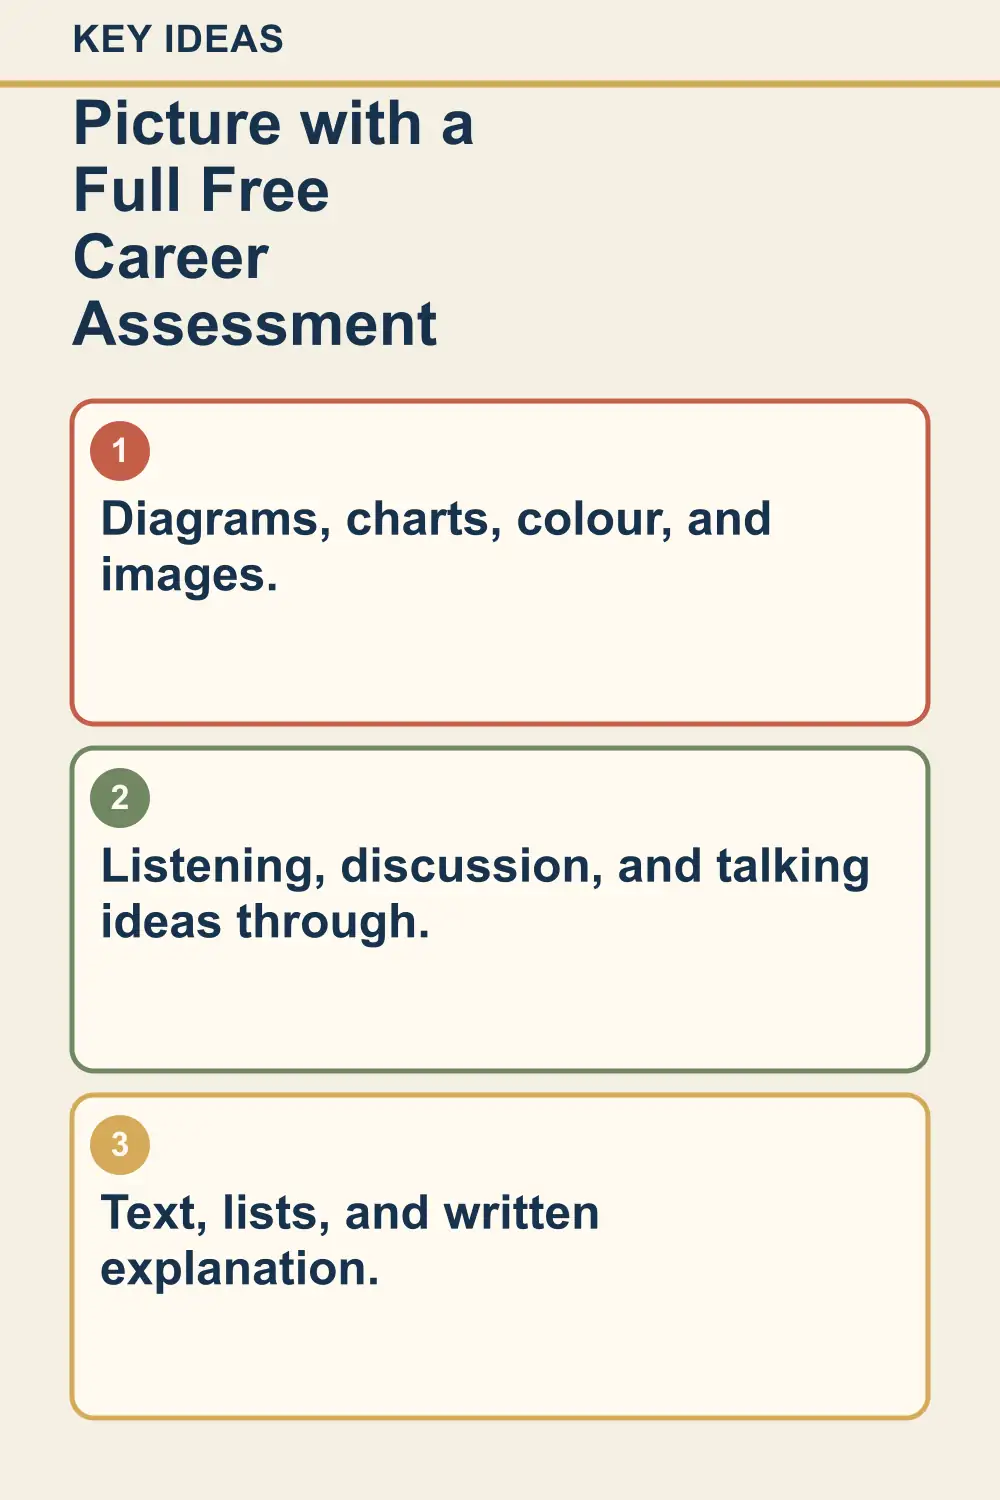 KEY IDEAS
Picture with a
Full Free
Career
Assessment
1
Diagrams, charts, colour, and
images.
2
Listening, discussion, and talking
ideas through.
3
Text, lists, and written
explanation.